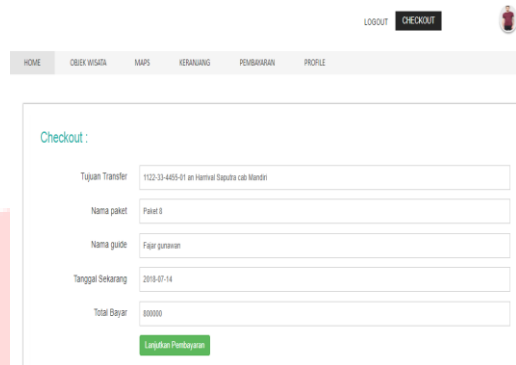 LOGOUT CHECKOUT
HOME OBJEK WISATA MAPS KERANJANG PEMBAYARAN PROFILE
Checkout :
Tujuan Transfer 1122-33-4455-01 an Hamval Saputra cab Mandiri
Nama paket Paket 8
Nama guide Fajar gunawan
Tanggal Sekarang 2018-07-14
Total Bayar 800000
Lanjutkan Pembayaran